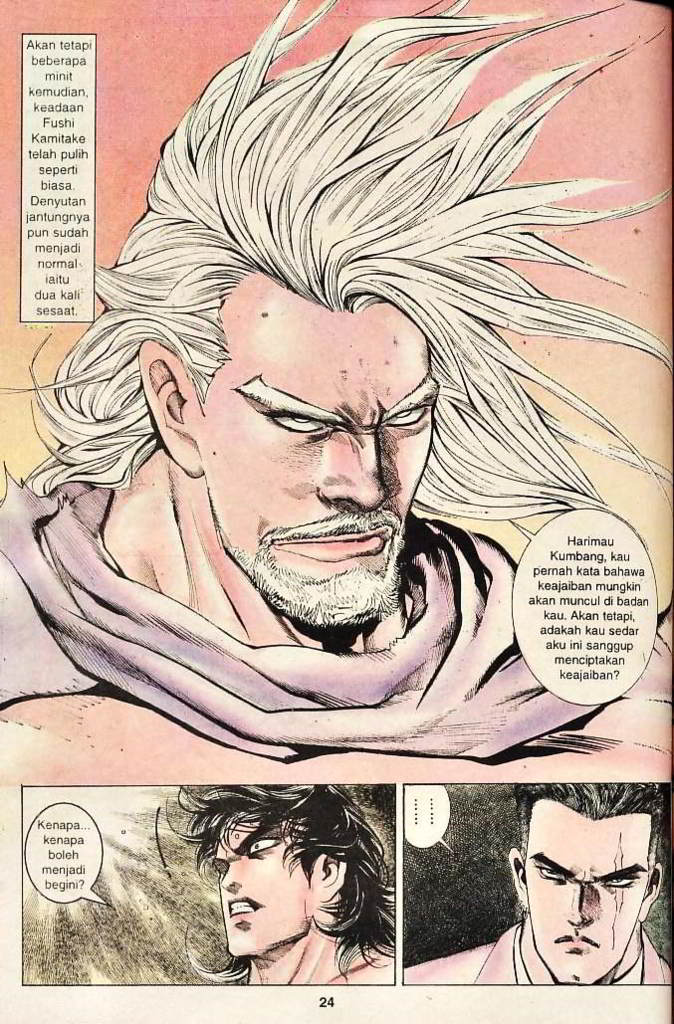 Akan tetapi
beberapa
minit
kemudian,
keadaan
Fushi
Kamitake
telah pulih
seperti
biasa.
Denyutan
jantungnya
pun sudah
menjadi
normal
iaitu
dua kali
sesaat.
Harimau
Kumbang, kau
pernah kata bahawa
keajaiban mungkin
akan muncul di badan
kau. Akan tetapi,
adakah kau sedar
aku ini sanggup
menciptakan
keajaiban?
Kenapa...
kenapa
boleh
menjadi
begini?
24